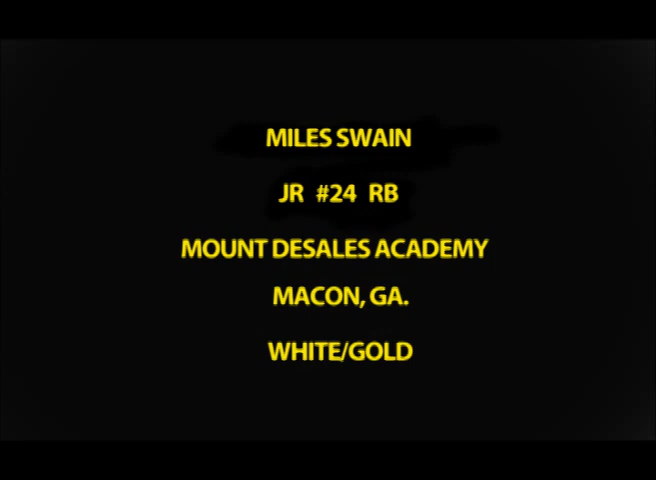 MILES SWAIN
JR #24 RB
MOUNT DESALES ACADEMY
MACON, GA.
WHITE/GOLD